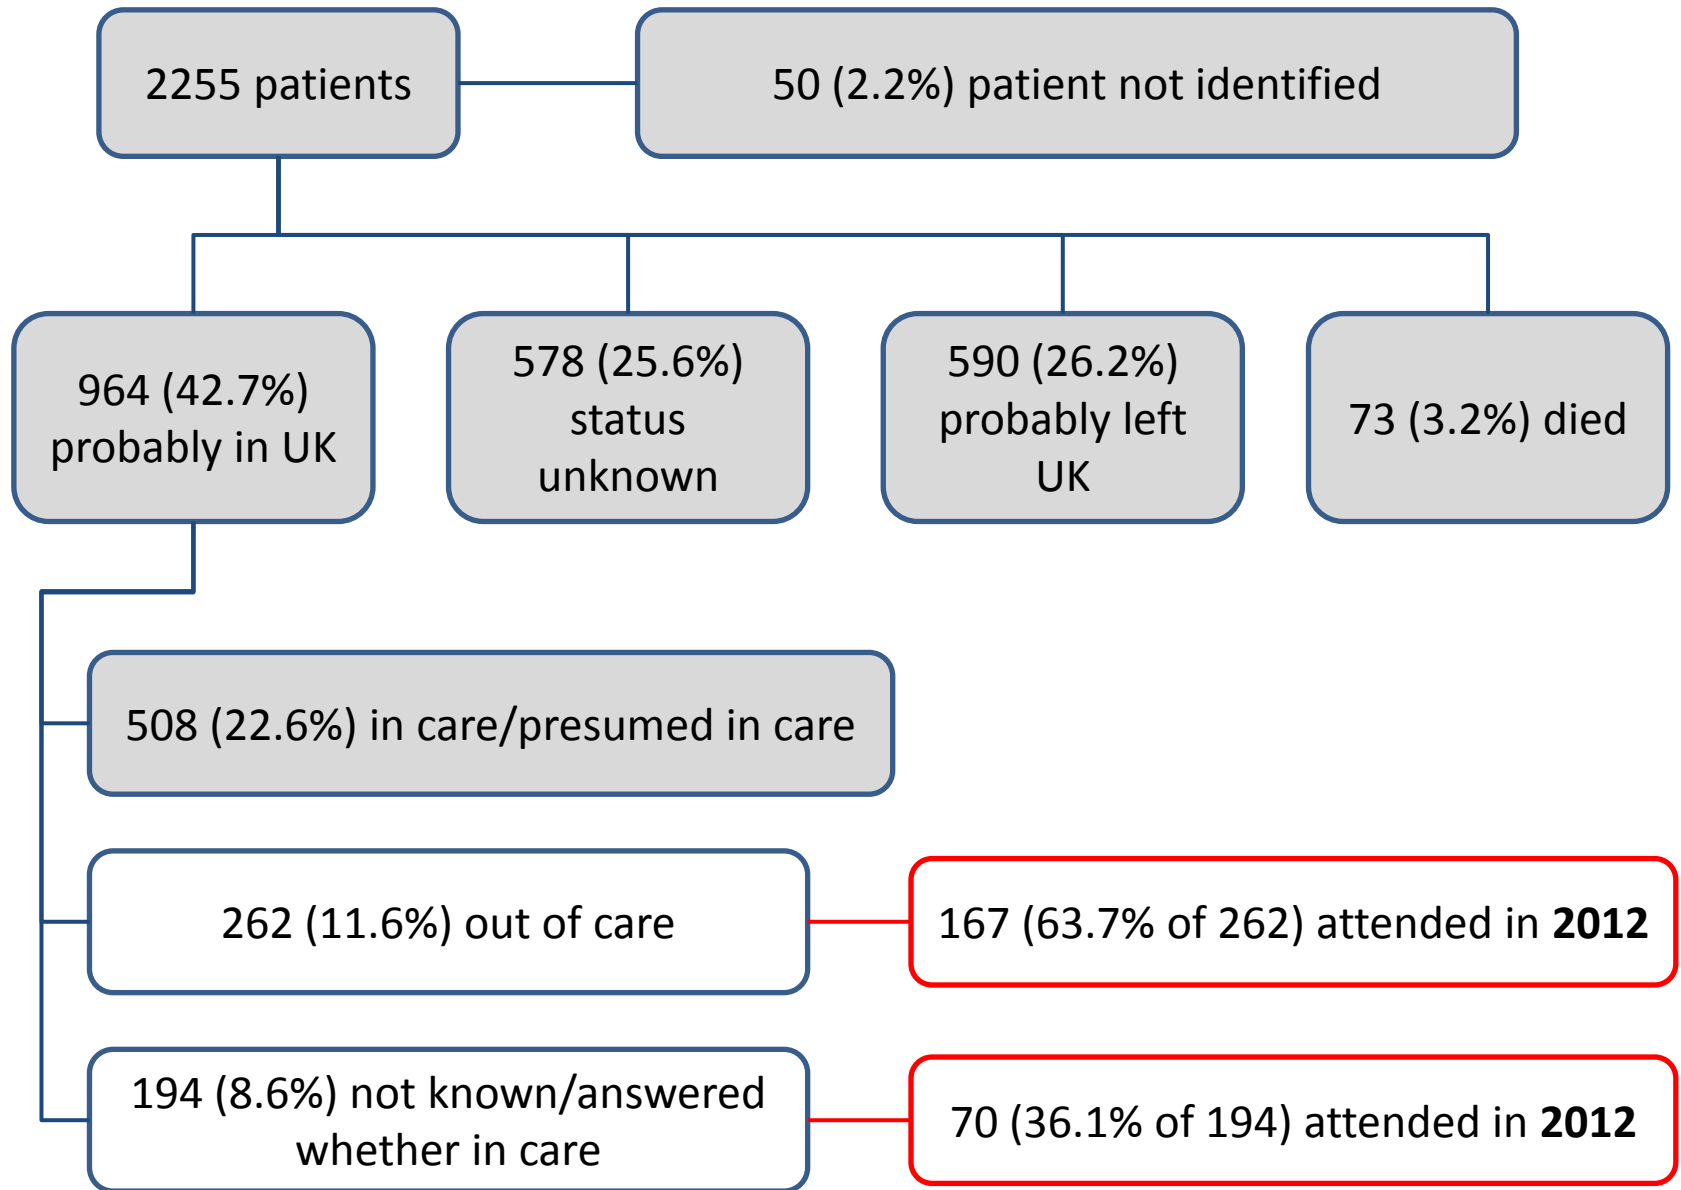 2255 patients
50 (2.2%) patient not identified
964 (42.7%)
probably in UK
578 (25.6%)
status
unknown
590 (26.2%)
probably left
UK
73 (3.2%) died
508 (22.6%) in care/presumed in care
262 (11.6%) out of care
167 (63.7% of 262) attended in 2012
194 (8.6%) not known/answered
whether in care
70 (36.1% of 194) attended in 2012